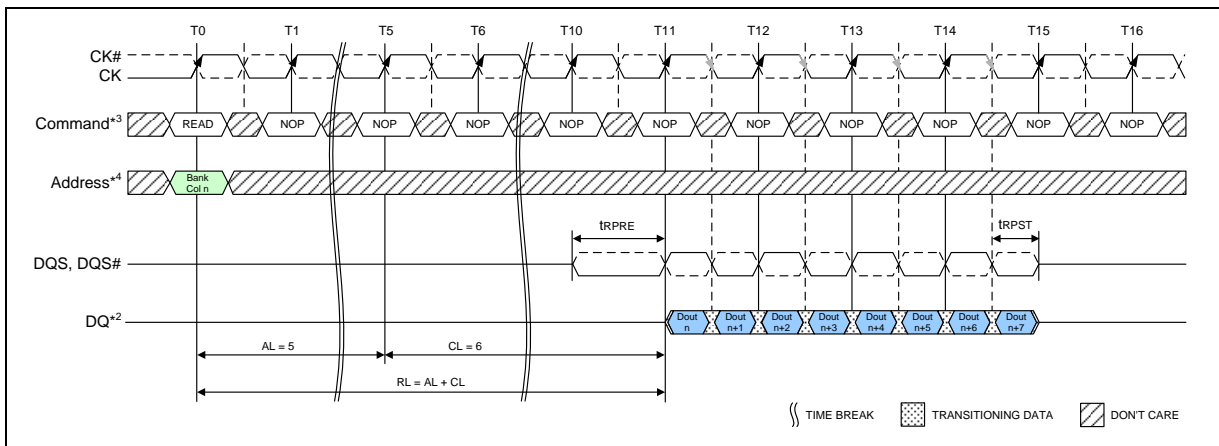 T0 T1 T5 T6 T10 T11 T12 T13 T14 T15 T16
CK#
CK
Command*3 READ NOP NOP NOP NOP NOP NOP NOP NOP NOP NOP
Address*4 Bank Col n
tRPRE tRPST
DQS, DQS#
DQ*2 Dout n Dout n+1 Dout n+2 Dout n+3 Dout n+4 Dout n+5 Dout n+6 Dout n+7
AL = 5 CL = 6
RL = AL + CL
TIME BREAK TRANSITIONING DATA DON'T CARE